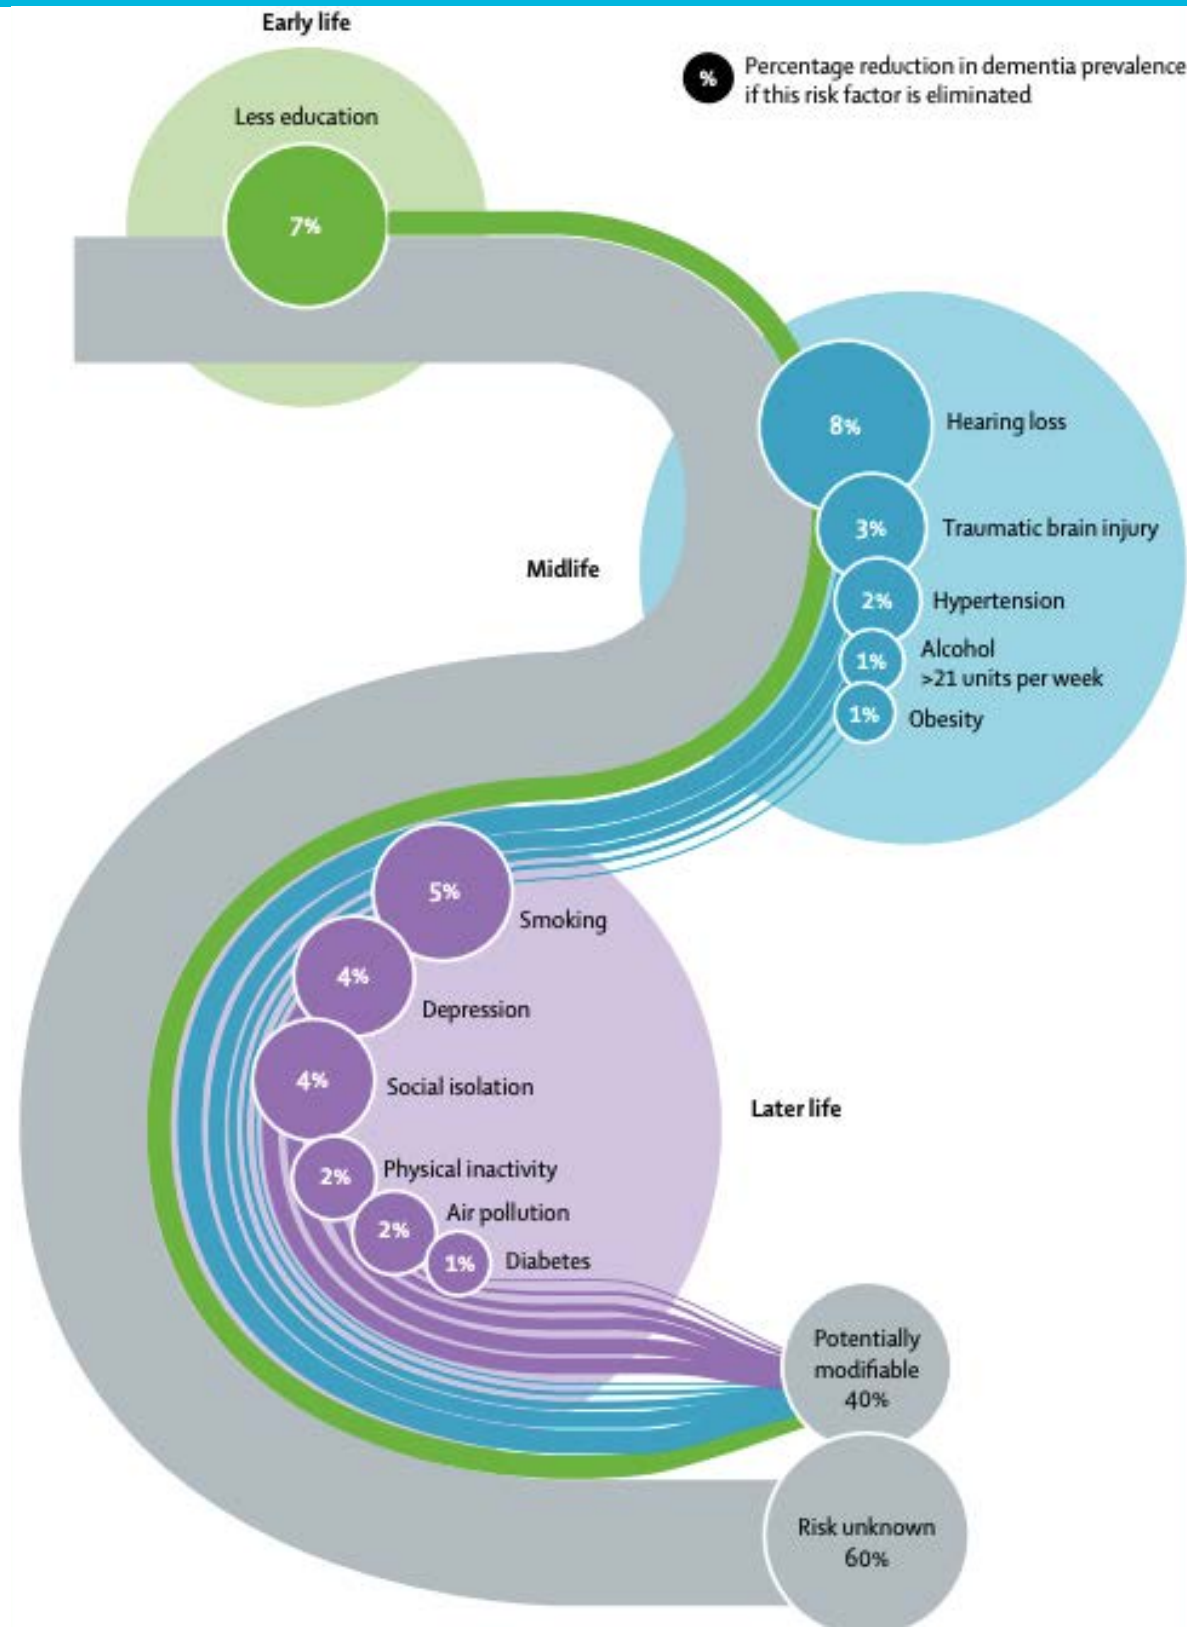 Early life
% Percentage reduction in dementia prevalence
if this risk factor is eliminated
Less education
7%
8%
Hearing loss
3%
Traumatic brain injury
Midlife
2%
Hypertension
1%
Alcohol
>21 units per week
1%
Obesity
5%
Smoking
4%
Depression
4%
Social isolation
Later life
2%
Physical inactivity
2%
Air pollution
1%
Diabetes
Potentially
modifiable
40%
Risk unknown
60%